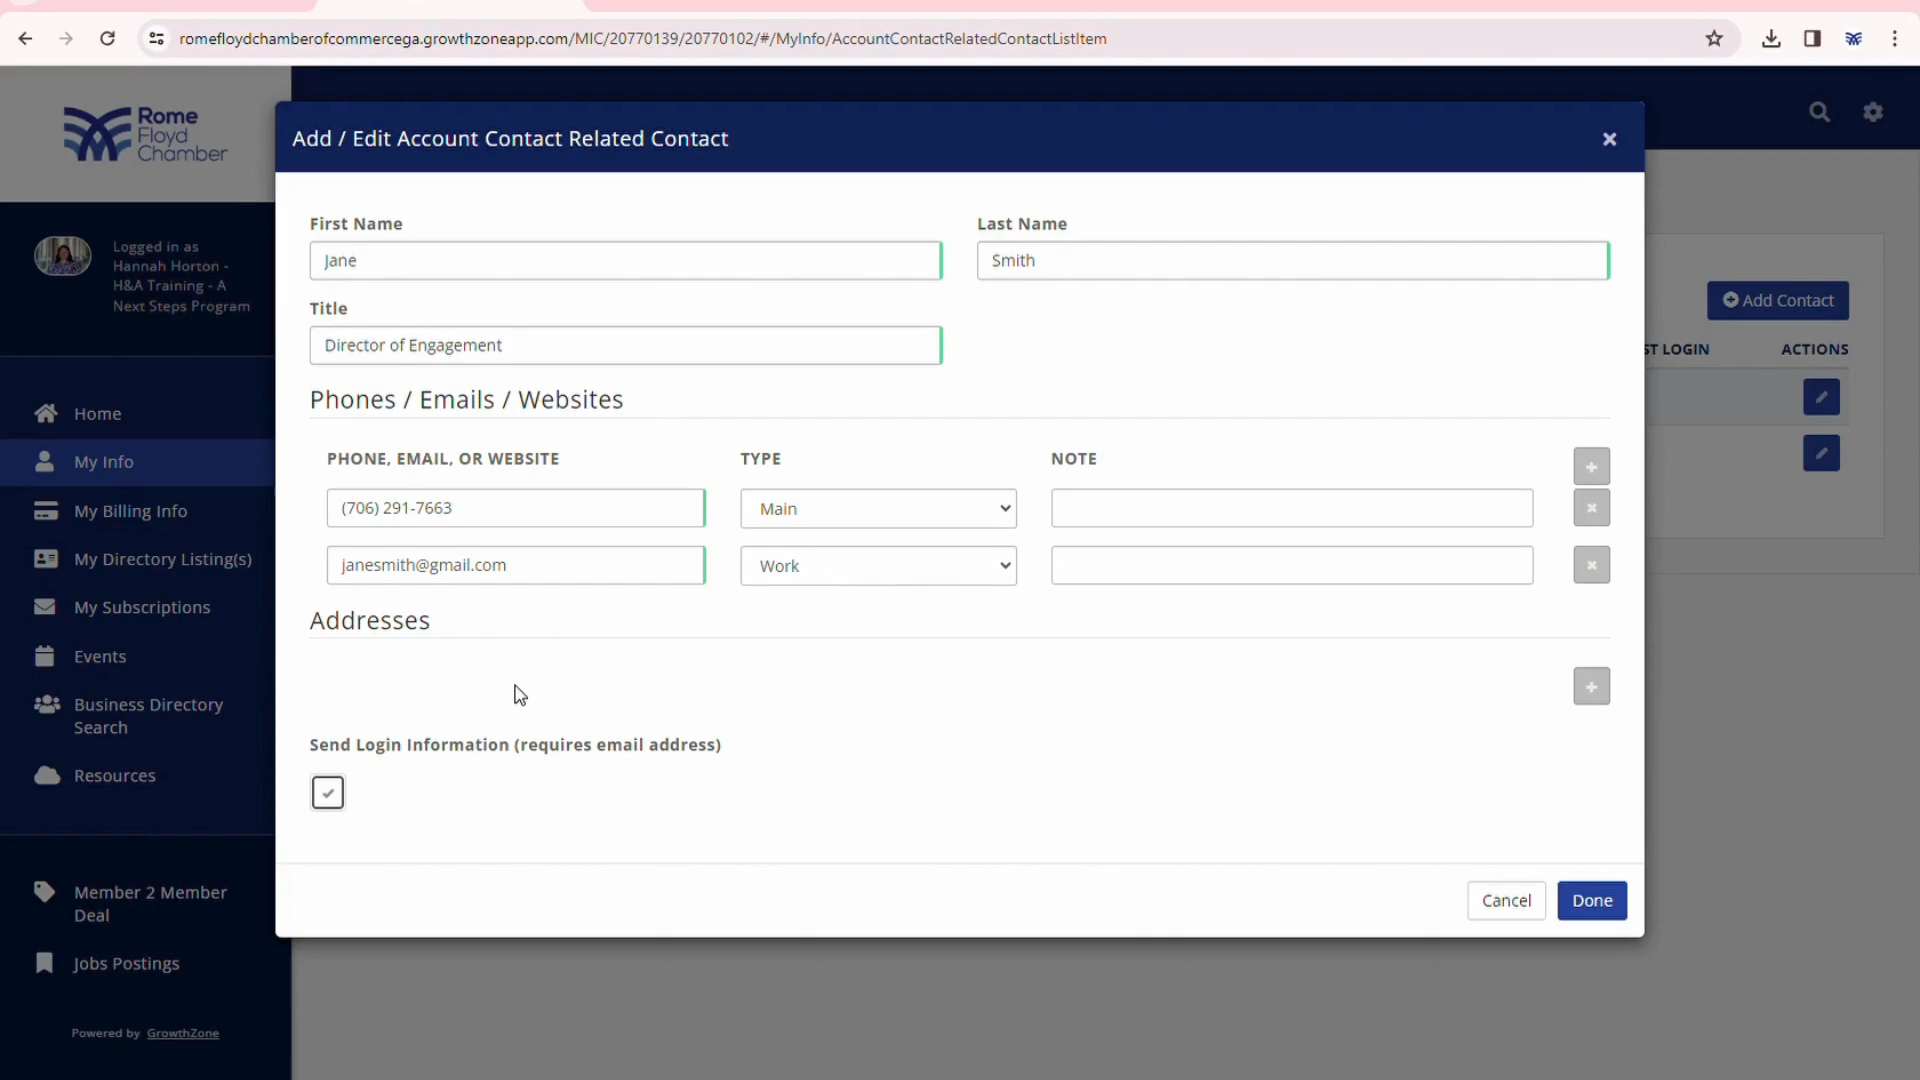 romefloydchamberofcommercega.growthzoneapp.com/MIC/20770139/20770102/#/MyInfo/AccountContactRelatedContactListItem
Rome
Floyd
Chamber
Logged in as
Hannah Horton -
H&A Training - A
Next Steps Program
Home
My Info
My Billing Info
My Directory Listing(s)
My Subscriptions
Events
Business Directory
Search
Resources
Member 2 Member
Deal
Jobs Postings
Powered by GrowthZone
Add / Edit Account Contact Related Contact
First Name
Last Name
Jane
Smith
Title
Director of Engagement
Phones / Emails / Websites
PHONE, EMAIL, OR WEBSITE
TYPE
NOTE
(706) 291-7663
Main
janesmith@gmail.com
Work
Addresses
Send Login Information (requires email address)
Cancel
Done
Add Contact
ST LOGIN
ACTIONS